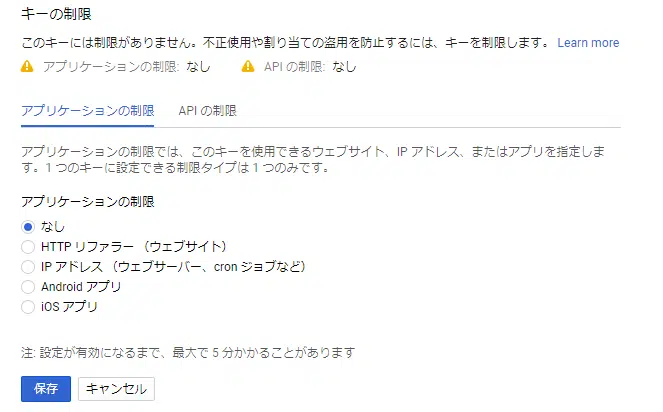 キーの制限
このキーには制限がありません。不正使用や割り当ての盗用を防止するには、キーを制限します。 Learn more
アプリケーションの制限: なし API の制限: なし
アプリケーションの制限 API の制限
アプリケーションの制限では、このキーを使用できるウェブサイト、IP アドレス、またはアプリを指定しま
す。1 つのキーに設定できる制限タイプは 1 つのみです。
アプリケーションの制限
なし
HTTP リファラー （ウェブサイト）
IP アドレス （ウェブサーバー、cron ジョブなど）
Android アプリ
iOS アプリ
注: 設定が有効になるまで、最大で 5 分かかることがあります
保存 キャンセル